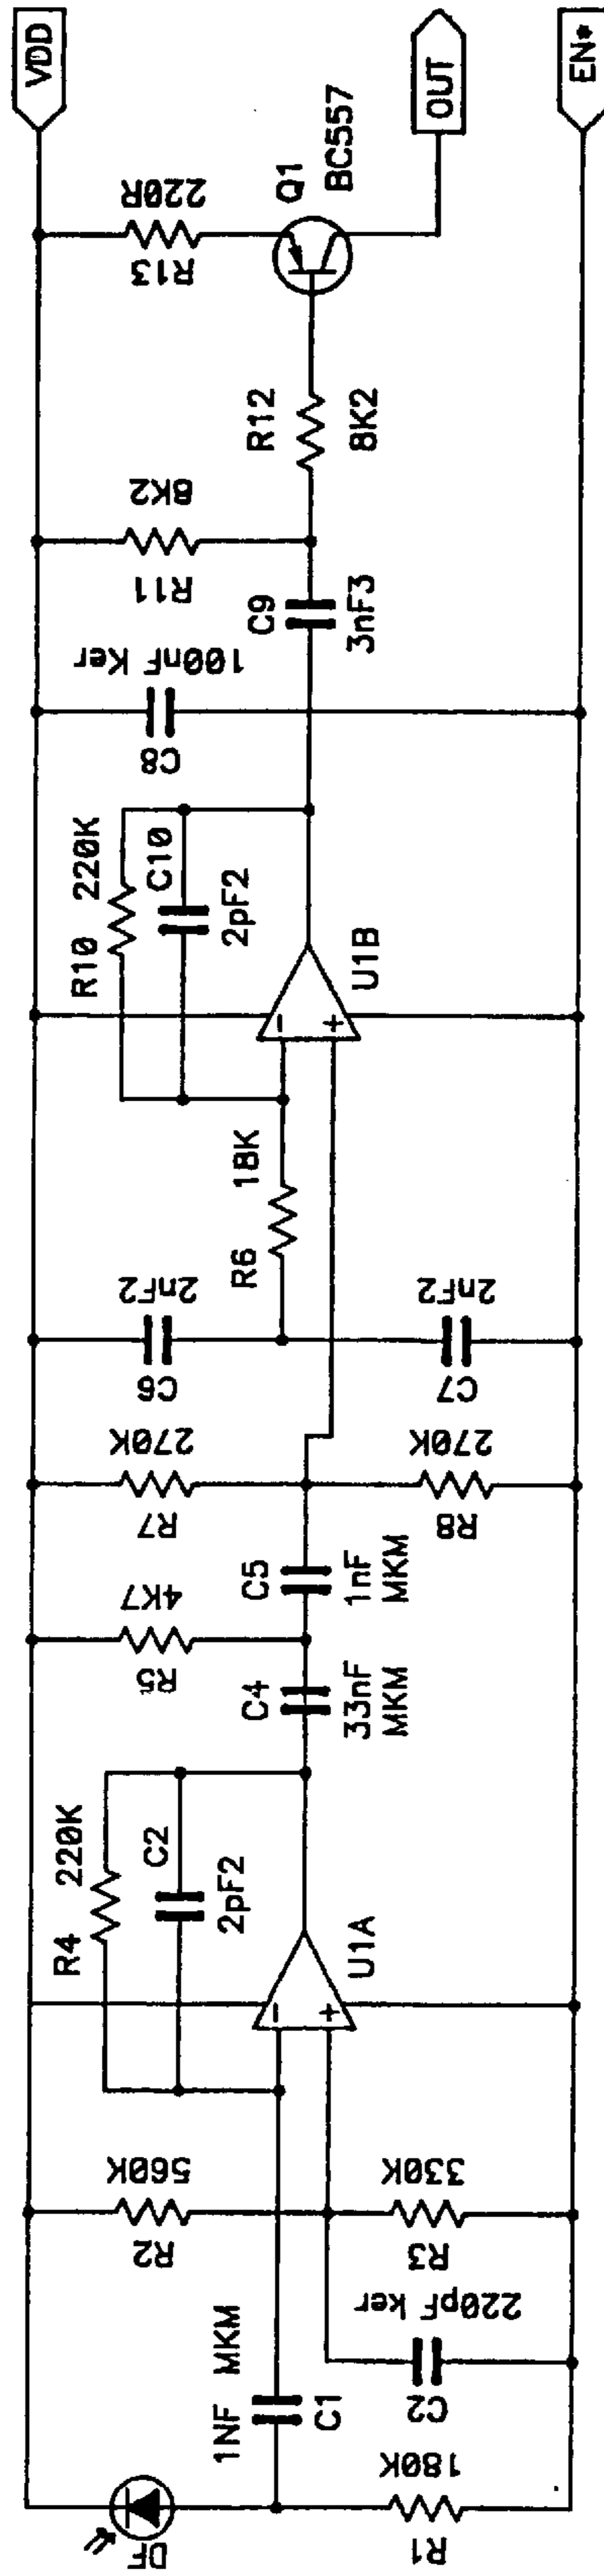 VDD
OUT
EN*
DF
R1
180K
1NF MKM
C1
C2
220pF ker
R2
560K
R3
330K
R4 220K
C2
2pF2
-
+
U1A
C4
33nF
MKM
R5
4K7
C5
1nF
MKM
R7
270K
R8
270K
C6
2nF2
C7
2nF2
R6 18K
R10 220K
C10
2pF2
-
+
U1B
C8
100nF Ker
C9
3nF3
R11
8K2
R12
8K2
R13
220R
Q1
BC557